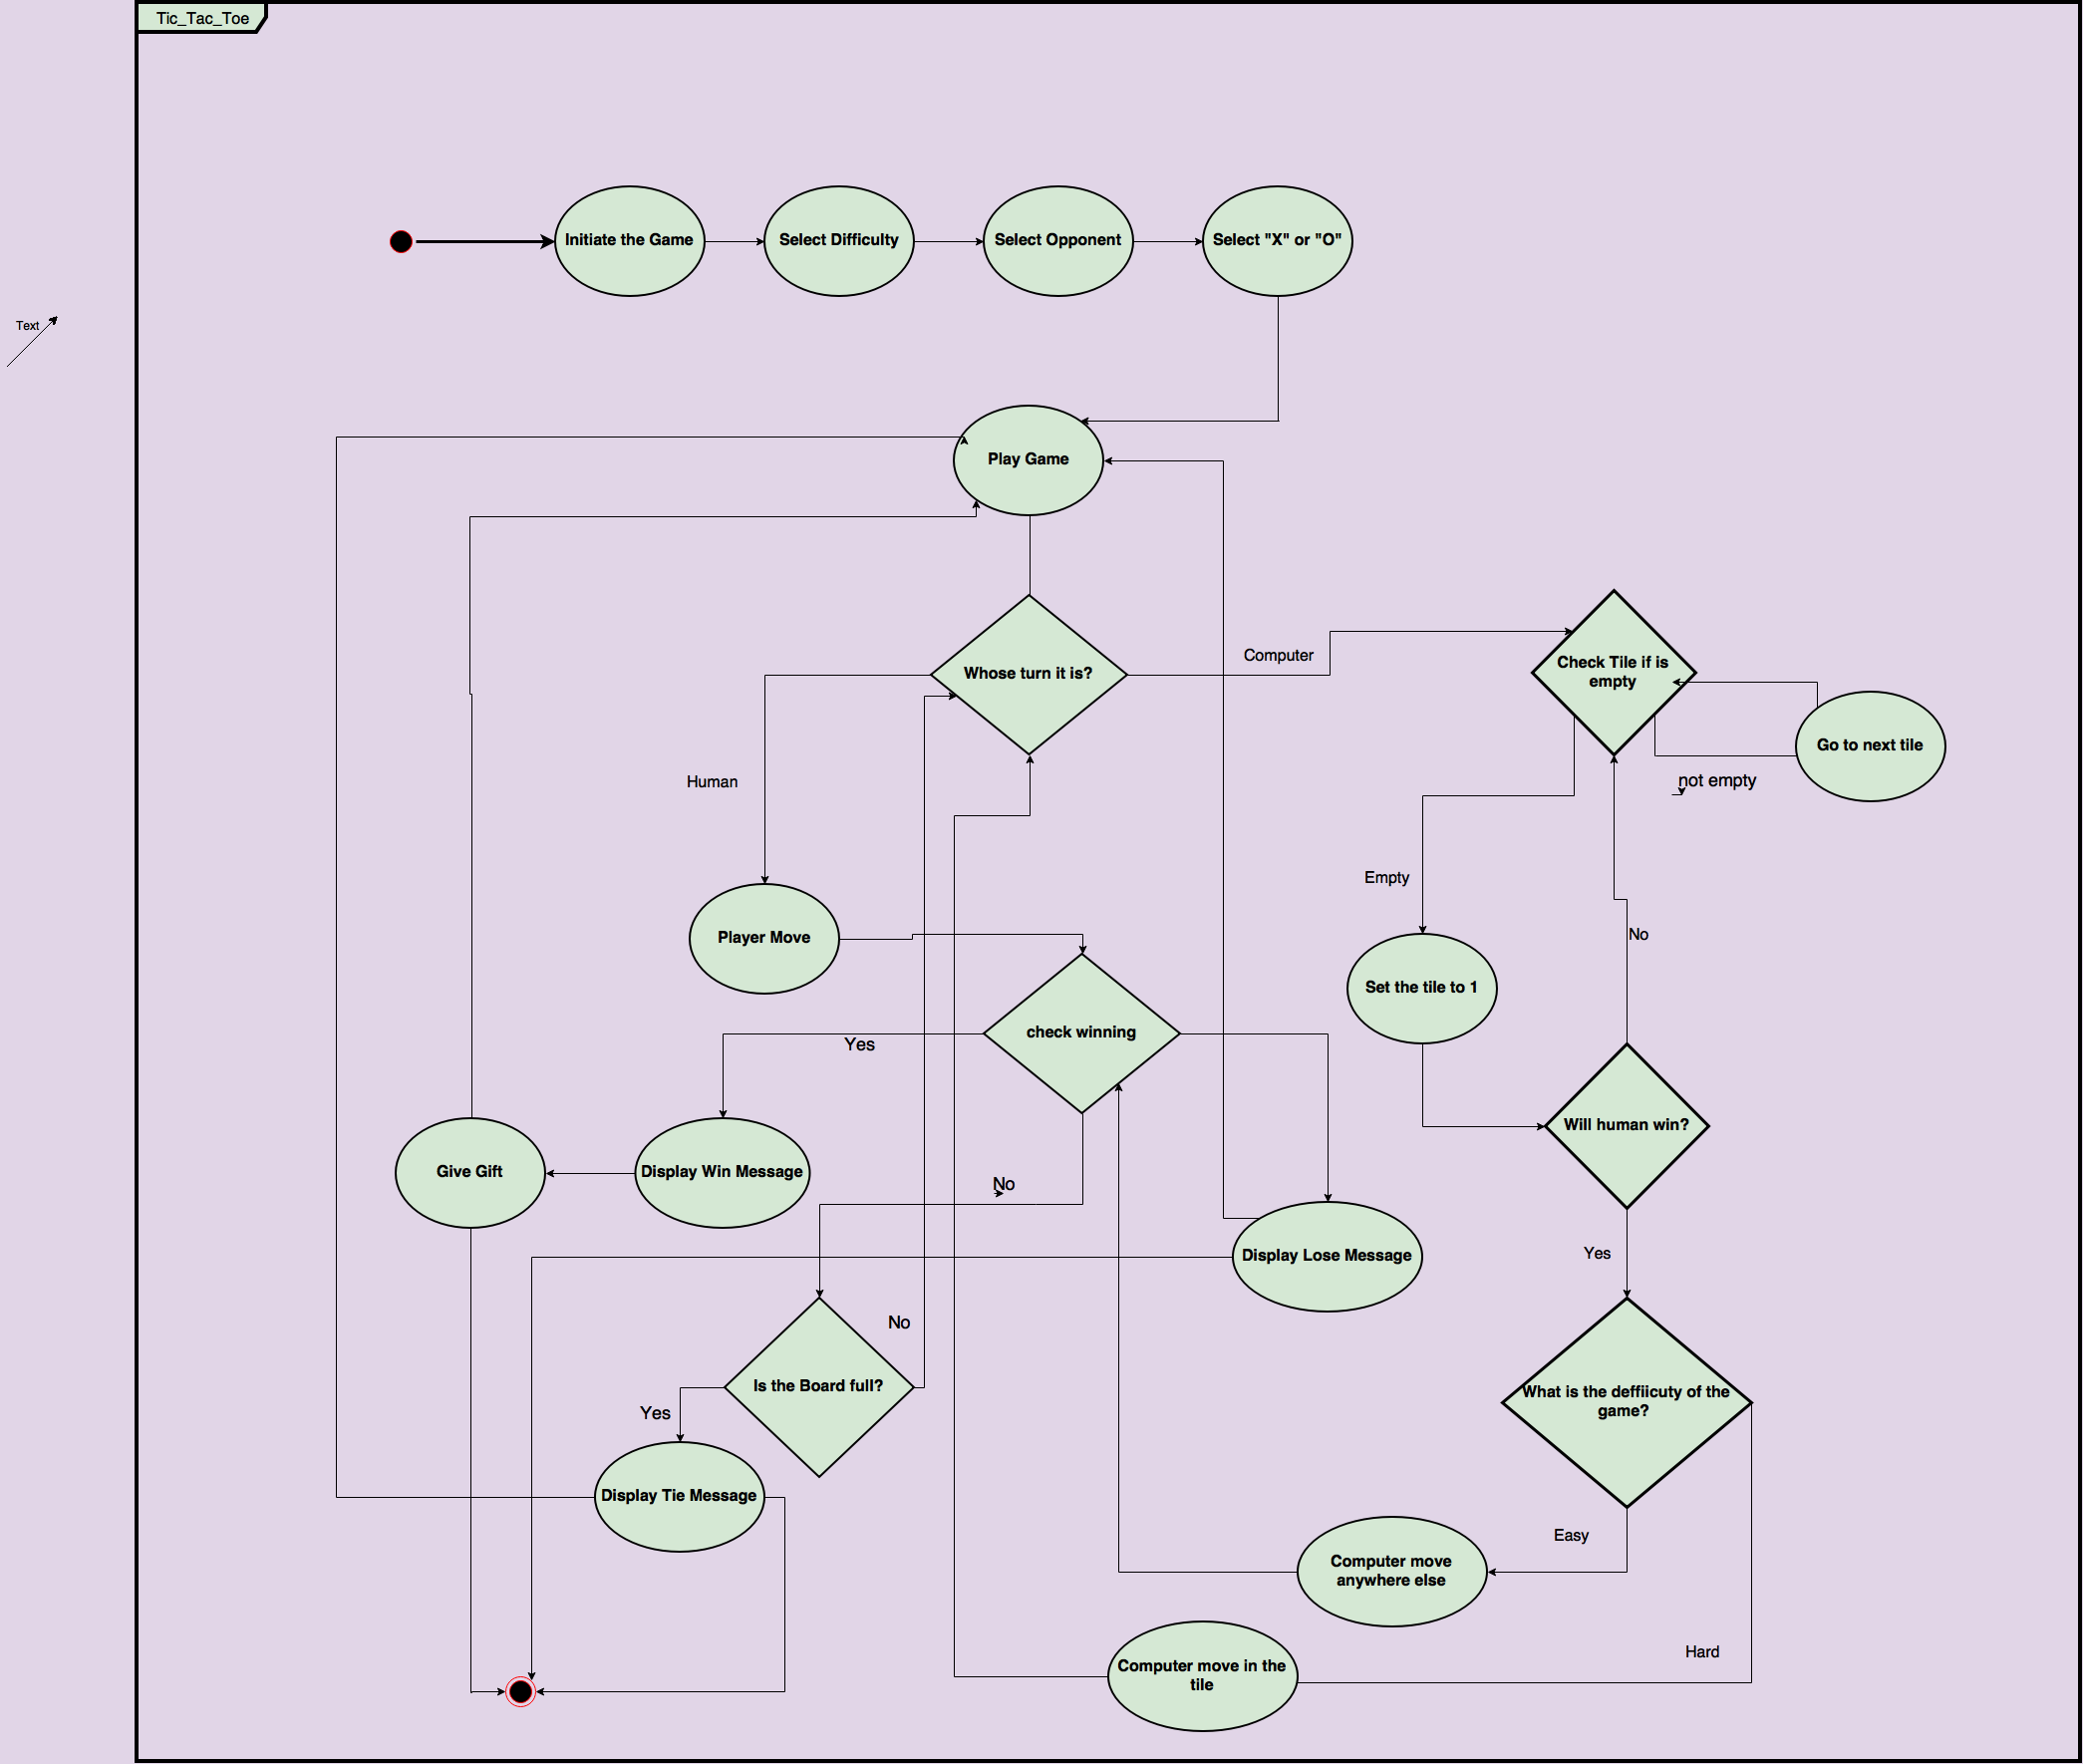 Tic_Tac_Toe
Initiate the Game
Select Difficulty
Select Opponent
Select "X" or "O"
Text
Play Game
Whose turn it is?
Computer
Check Tile if is
empty
Go to next tile
not empty
Human
Empty
Player Move
No
Set the tile to 1
check winning
Yes
Will human win?
Give Gift
Display Win Message
No
Display Lose Message
Yes
No
Is the Board full?
What is the deffiicuty of the
game?
Yes
Display Tie Message
Easy
Computer move
anywhere else
Hard
Computer move in the
tile